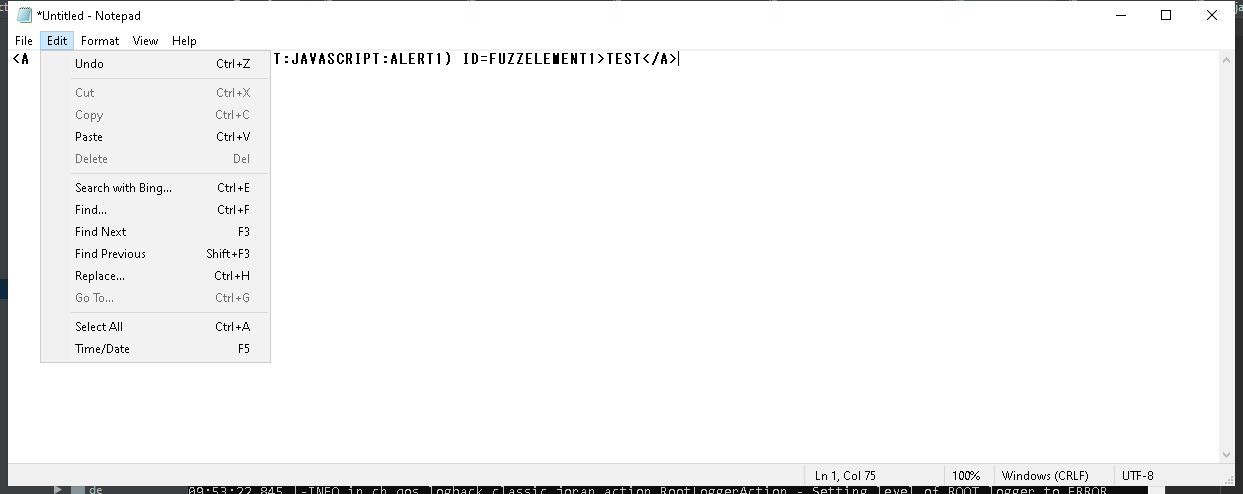 *Untitled - Notepad
File Edit Format View Help
<A T:JAVASCRIPT:ALERT1) ID=FUZZELEMENT1>TEST</A>
Undo Ctrl+Z
Cut Ctrl+X
Copy Ctrl+C
Paste Ctrl+V
Delete Del
Search with Bing... Ctrl+E
Find... Ctrl+F
Find Next F3
Find Previous Shift+F3
Replace... Ctrl+H
Go To... Ctrl+G
Select All Ctrl+A
Time/Date F5
Ln 1, Col 75 100% Windows (CRLF) UTF-8
de 09:53:22,845 |-INFO in ch.qos.logback.classic.joran.action.RootLoggerAction - Setting level of ROOT logger to ERROR